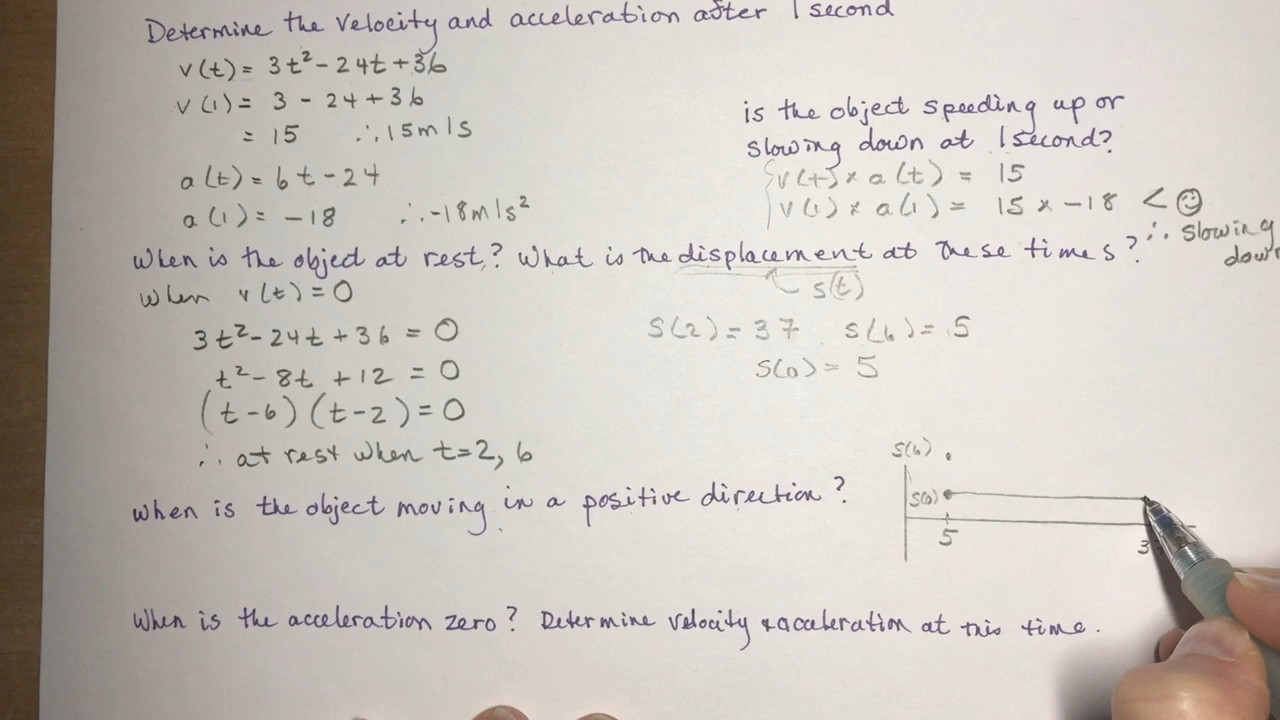 Determine the velocity and acceleration after 1 second
v(t) = 3t² - 24t + 36
v(1) = 3 - 24 + 36
= 15 ∴ 15m/s
a(t) = 6t - 24
a(1) = -18 ∴ -18m/s²
is the object speeding up or
slowing down at 1 second?
v(t) x a(t) = 15
v(1) x a(1) = 15 x -18 < ☺
∴ slowing
down
When is the object at rest? What is the displacement at these times?
when v(t) = 0
s(t)
3t² - 24t + 36 = 0
t² - 8t + 12 = 0
(t-6)(t-2) = 0
∴ at rest when t=2, 6
S(2) = 37 S(6) = 5
S(0) = 5
When is the object moving in a positive direction?
S(6)
S(0)
5
3
When is the acceleration zero? Determine velocity & acceleration at this time.